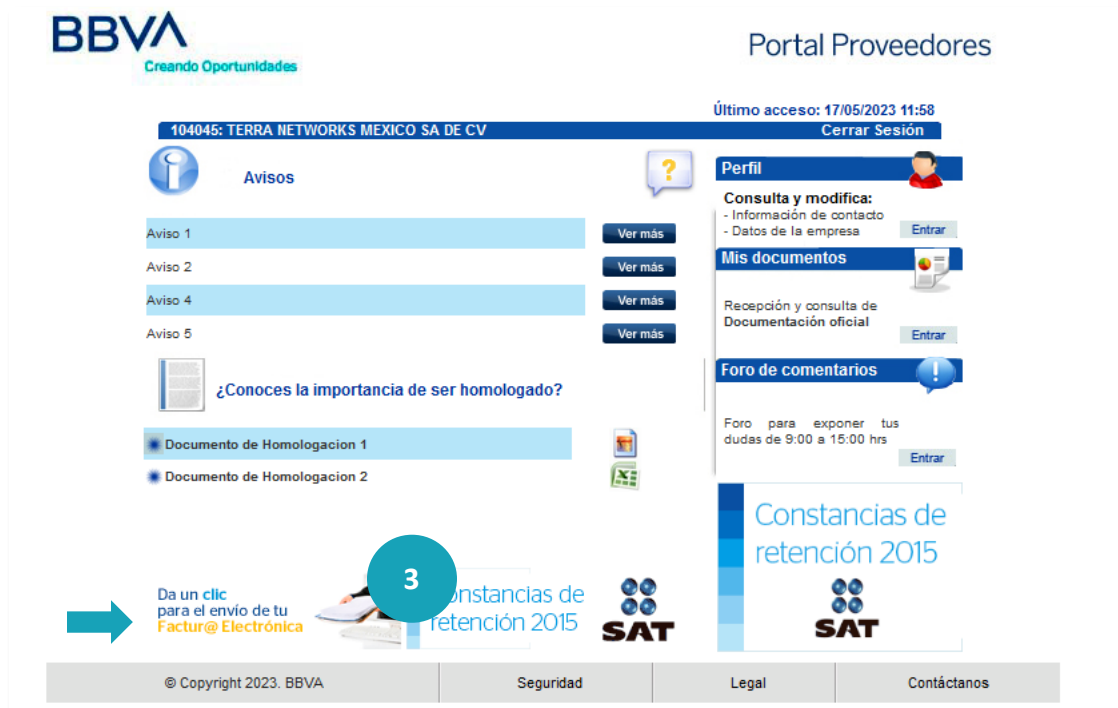 BBVA
Creando Oportunidades
Portal Proveedores
Último acceso: 17/05/2023 11:58
104045: TERRA NETWORKS MEXICO SA DE CV
Cerrar Sesión
Avisos
?
Aviso 1
Ver más
Aviso 2
Ver más
Aviso 4
Ver más
Aviso 5
Ver más
¿Conoces la importancia de ser homologado?
Documento de Homologacion 1
Documento de Homologacion 2
Perfil
Consulta y modifica:
- Información de contacto
- Datos de la empresa
Entrar
Mis documentos
Recepción y consulta de
Documentación oficial
Entrar
Foro de comentarios
Foro para exponer tus
dudas de 9:00 a 15:00 hrs
Entrar
Constancias de
retención 2015
SAT
Da un clic
para el envío de tu
Factur@ Electrónica
3
onstancias de
retención 2015
SAT
© Copyright 2023. BBVA
Seguridad
Legal
Contáctanos